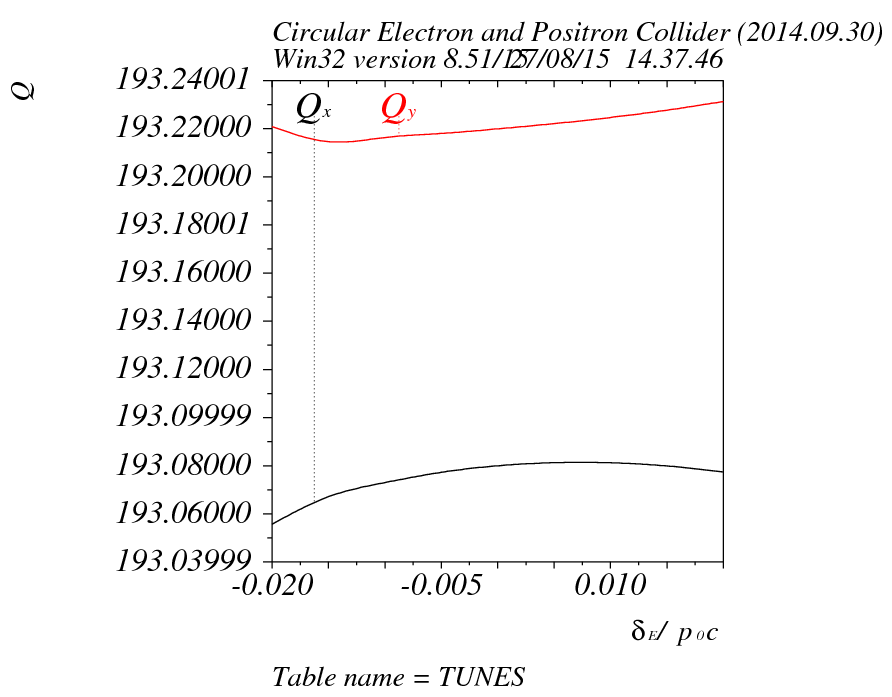 Circular Electron and Positron Collider (2014.09.30)
Win32 version 8.51/15 27/08/15 14.37.46
Q
193.24001
Qx Qy
193.22000
193.20000
193.18001
193.16000
193.14000
193.12000
193.09999
193.08000
193.06000
193.03999
-0.020 -0.005 0.010
δE/ p0c
Table name = TUNES